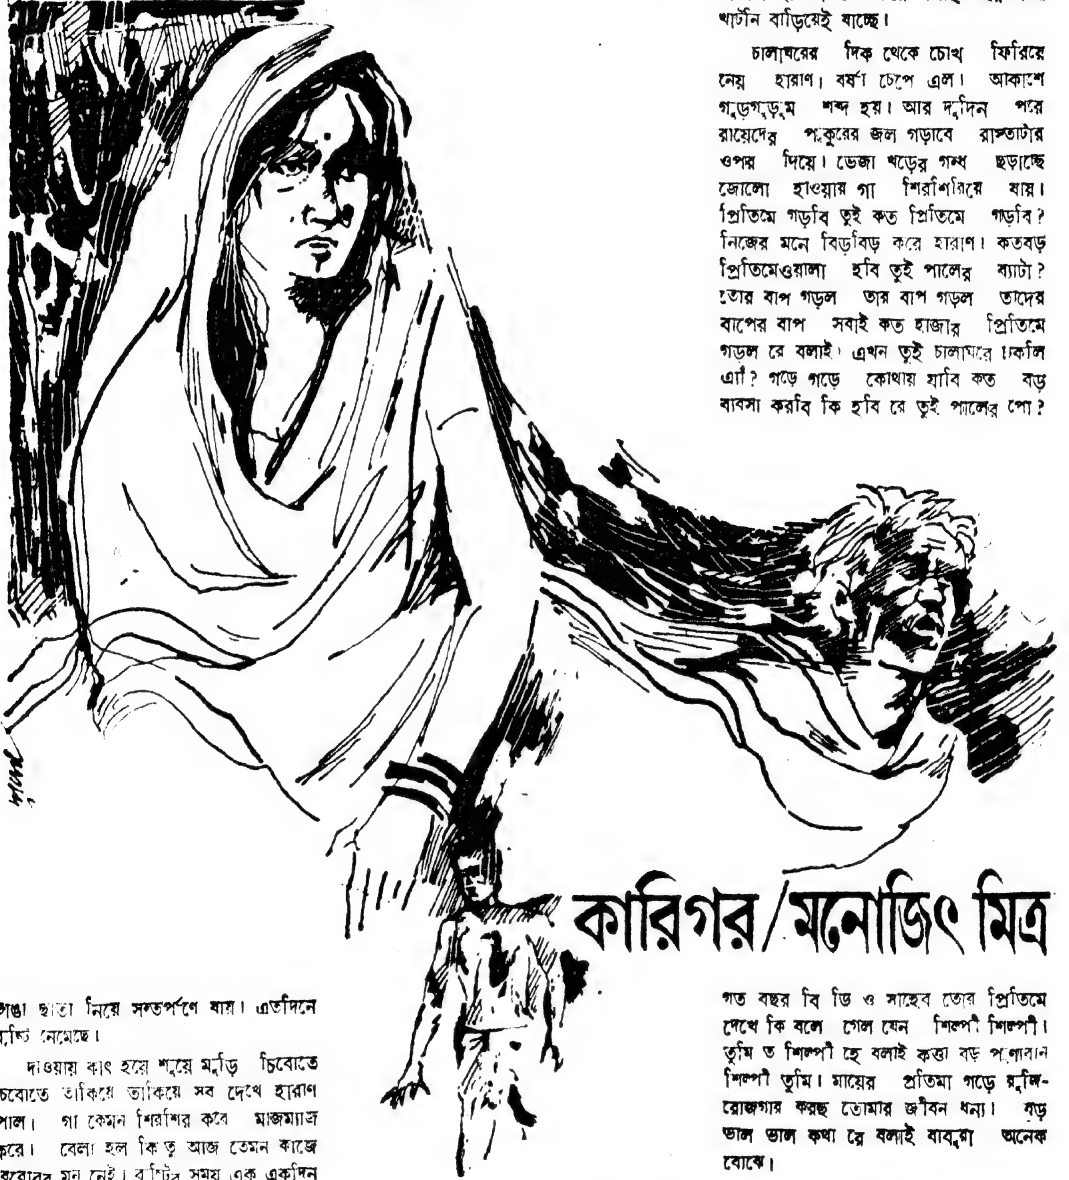 খাটনি বাড়িয়েই যাচ্ছে।
চালাঘরের দিক থেকে চোখ ফিরিয়ে
নেয় হারাণ। বর্ষা চেপে এল। আকাশে
গুড়গুড়ুম শব্দ হয়। আর দুদিন পরে
রায়েদের পুকুরের জল গড়াবে রাস্তাটার
ওপর দিয়ে। ভেজা খড়ের গন্ধ ছড়াচ্ছে
জোলো হাওয়ায় গা শিরশিরিয়ে যায়।
প্রিতিমে গড়বি তুই কত প্রিতিমে গড়বি?
নিজের মনে বিড়বিড় করে হারাণ। কতবড়
প্রিতিমেওয়ালা হবি তুই পালের ব্যাটা?
তোর বাপ গড়ল তার বাপ গড়ল তাদের
বাপের বাপ সবাই কত হাজার প্রিতিমে
গড়ল রে বলাই। এখন তুই চালাঘরে ঢুকলি
এ্যাঁ? গড়ে গড়ে কোথায় যাবি কত বড়
ব্যবসা করবি কি হবি রে তুই পালের পো?
কারিগর/মনোজিৎ মিত্র
ভাঙা ছাতা নিয়ে সন্তর্পণে যায়। এতদিনে
বৃষ্টি নেমেছে।
দাওয়ায় কাৎ হয়ে শুয়ে মুড়ি চিবোতে
চিবোতে তাকিয়ে তাকিয়ে সব দেখে হারাণ
পাল। গা কেমন শিরশির করে মাজম্যাজ
করে। বেলা হল কিন্তু আজ তেমন কাজে
বেরোবার মন নেই। বৃষ্টির সময় এক একদিন
গত বছর বি ডি ও সাহেব তোর প্রিতিমে
দেখে কি বলে গেল যেন শিল্পী শিল্পী।
তুমি ত শিল্পী হে বলাই কত্তা বড় পুণ্যবান
শিল্পী তুমি। মায়ের প্রতিমা গড়ে রুজি-
রোজগার করছ তোমার জীবন ধন্য। বড়
ভাল ভাল কথা রে বলাই বাবুরা অনেক
বোঝে।